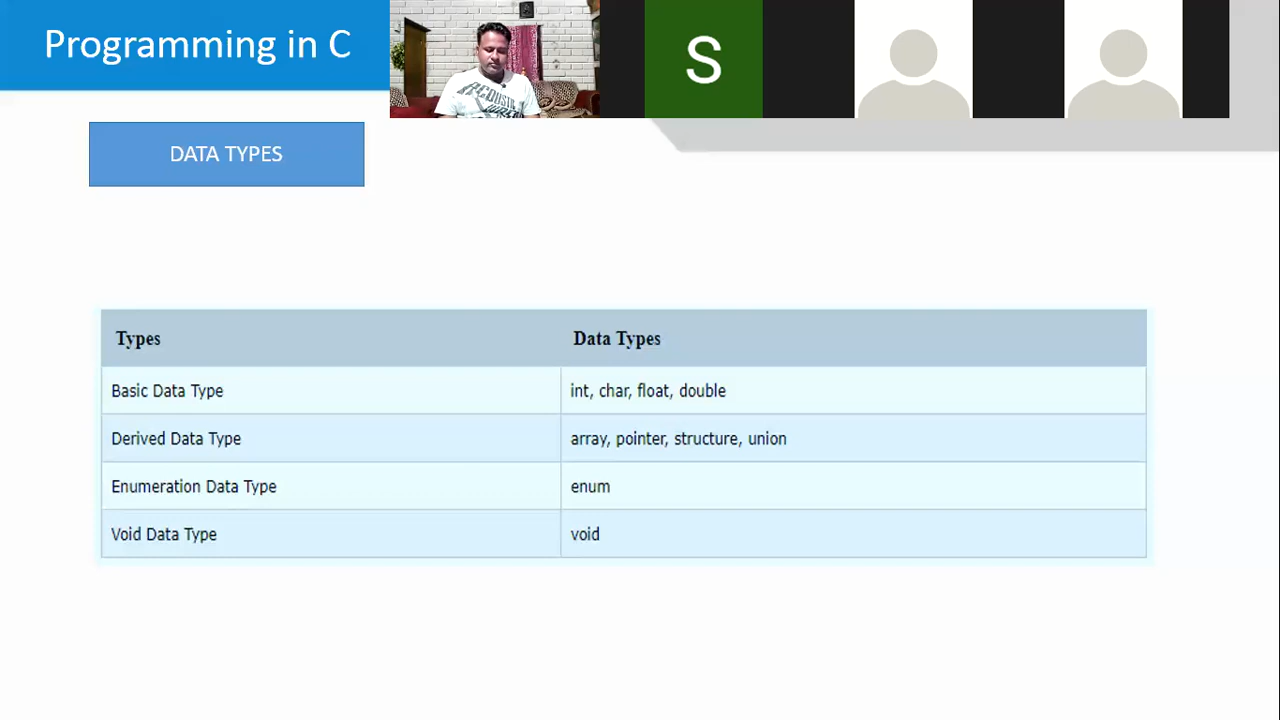 Programming in C
S
DATA TYPES
Types Data Types
Basic Data Type int, char, float, double
Derived Data Type array, pointer, structure, union
Enumeration Data Type enum
Void Data Type void